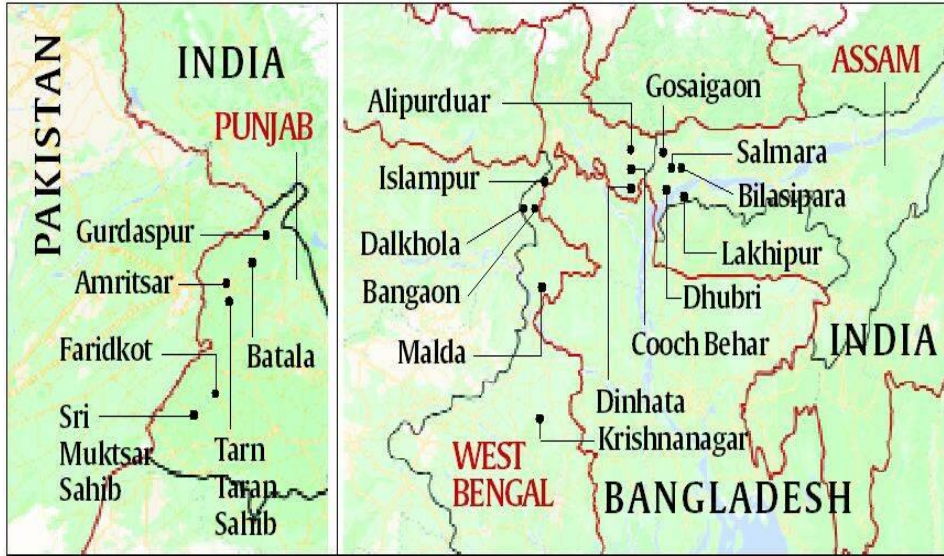 PAKISTAN
INDIA
PUNJAB
Gurdaspur
Amritsar
Faridkot
Batala
Sri
Muktsar
Sahib
Tarn
Taran
Sahib
ASSAM
Gosaigaon
Alipurduar
Salmara
Islampur
Bilasipara
Dalkhola
Lakhipur
Bangaon
Dhubri
Malda
Cooch Behar
INDIA
Dinhata
Krishnanagar
WEST
BENGAL
BANGLADESH